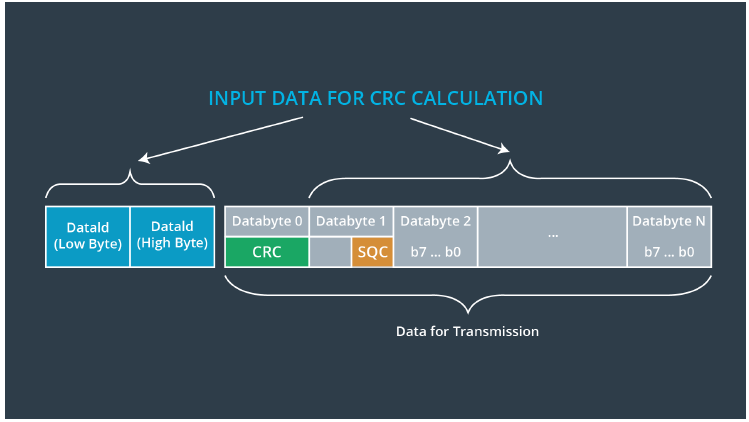 INPUT DATA FOR CRC CALCULATION
DataId
(Low Byte)
DataId
(High Byte)
Databyte 0
Databyte 1
Databyte 2
...
Databyte N
CRC
SQC
b7 ... b0
b7 ... b0
Data for Transmission